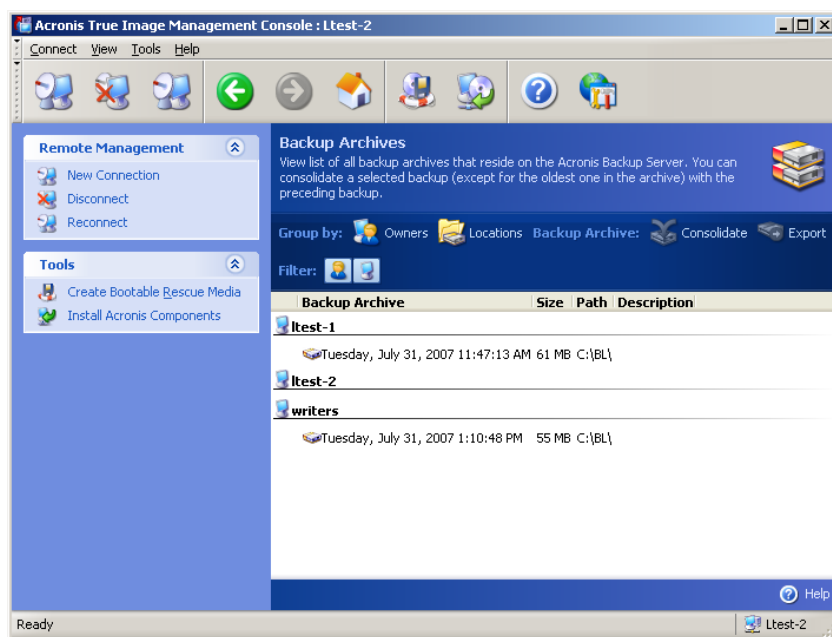 Acronis True Image Management Console : Ltest-2
Connect View Tools Help
Remote Management
New Connection
Disconnect
Reconnect
Tools
Create Bootable Rescue Media
Install Acronis Components
Backup Archives
View list of all backup archives that reside on the Acronis Backup Server. You can
consolidate a selected backup (except for the oldest one in the archive) with the
preceding backup.
Group by: Owners Locations Backup Archive: Consolidate Export
Filter:
Backup Archive Size Path Description
ltest-1
Tuesday, July 31, 2007 11:47:13 AM 61 MB C:\BL\
ltest-2
writers
Tuesday, July 31, 2007 1:10:48 PM 55 MB C:\BL\
Help
Ready Ltest-2